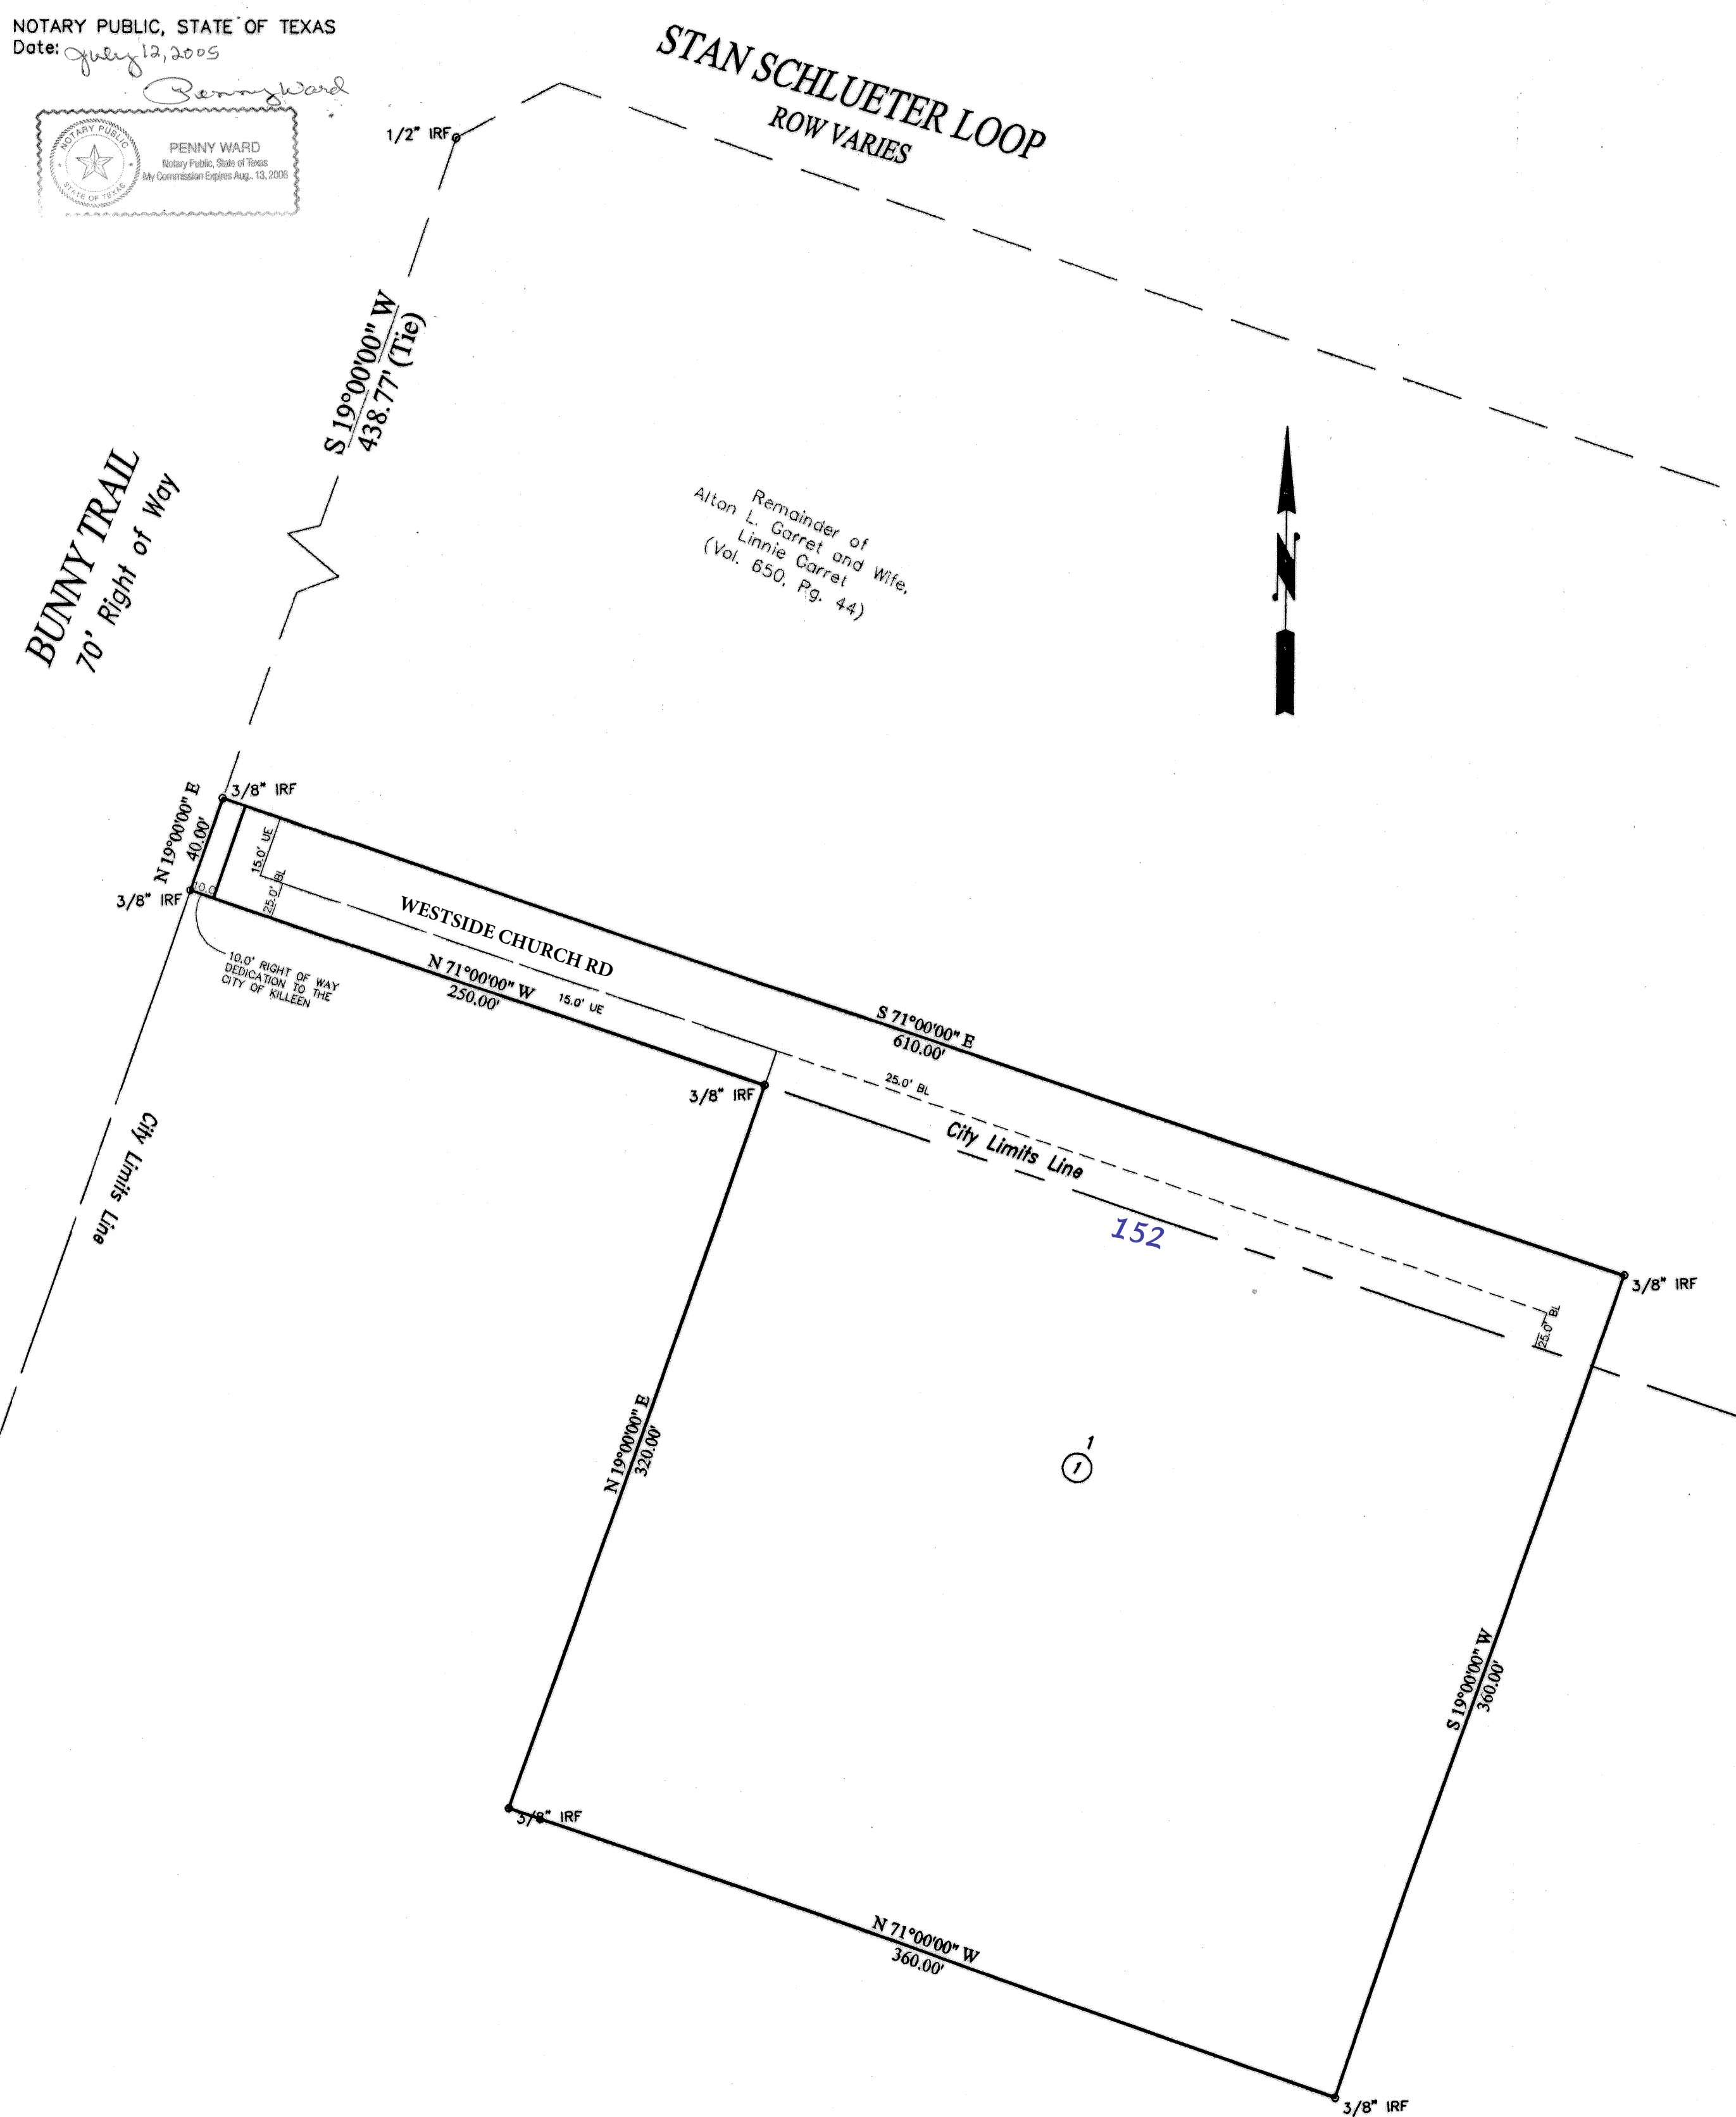 NOTARY PUBLIC, STATE OF TEXAS
Date: July 12, 2005
Penny Ward
NOTARY PUBLIC
STATE OF TEXAS
PENNY WARD
Notary Public, State of Texas
My Commission Expires Aug.. 13, 2006
STAN SCHLUETER LOOP
ROW VARIES
1/2" IRF
S 19°00'00" W
438.77' (Tie)
BUNNY TRAIL
70' Right of Way
Remainder of
Alton L. Garret and Wife,
Linnie Garret
(Vol. 650, Pg. 44)
N
3/8" IRF
N 19°00'00" E
40.00'
15.0' UE
25.0' BL
10.0
3/8" IRF
WESTSIDE CHURCH RD
10.0' RIGHT OF WAY
DEDICATION TO THE
CITY OF KILLEEN
N 71°00'00" W
250.00'
15.0' UE
S 71°00'00" E
610.00'
25.0' BL
3/8" IRF
City Limits Line
City Limits Line
152
3/8" IRF
25.0' BL
N 19°00'00" E
320.00'
1
1
S 19°00'00" W
360.00'
3/8" IRF
N 71°00'00" W
360.00'
3/8" IRF